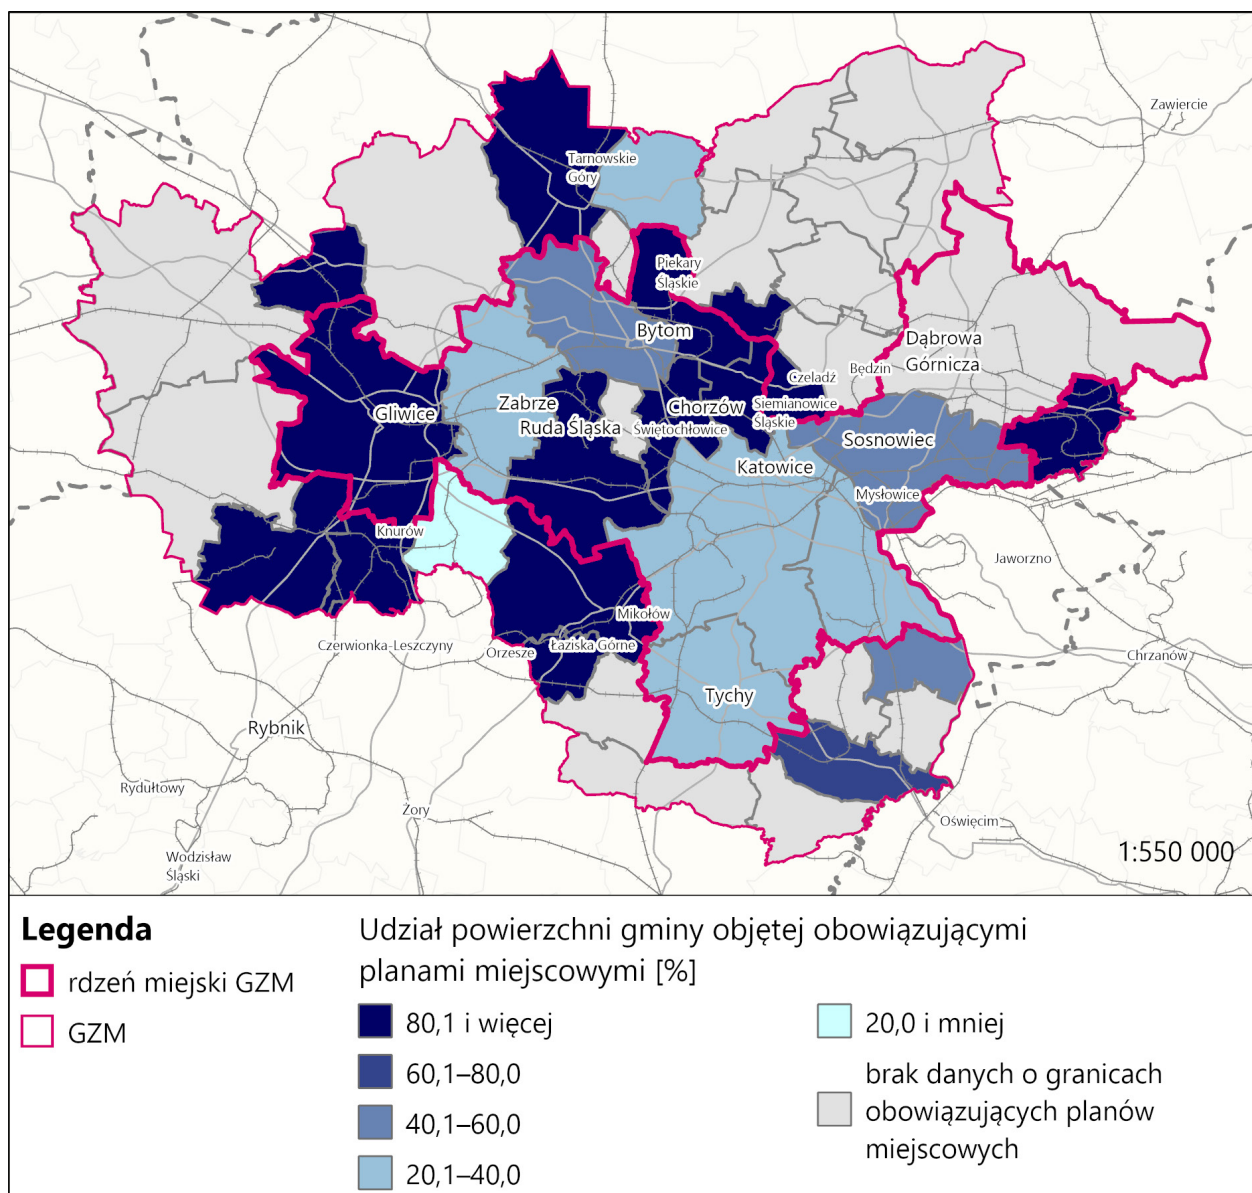 Zawiercie
Tarnowskie
Góry
Piekary
Śląskie
Bytom
Dąbrowa
Górnicza
Będzin
Czeladź
Zabrze
Gliwice
Chorzów
Siemianowice
Śląskie
Ruda Śląska
Świętochłowice
Sosnowiec
Katowice
Mysłowice
Knurów
Jaworzno
Mikołów
Łaziska Górne
Czerwionka-Leszczyny
Orzesze
Chrzanów
Tychy
Rybnik
Rydułtowy
Żory
Oświęcim
Wodzisław
Śląski
1:550 000
Legenda
rdzeń miejski GZM
GZM
Udział powierzchni gminy objętej obowiązującymi
planami miejscowymi [%]
80,1 i więcej
60,1–80,0
40,1–60,0
20,1–40,0
20,0 i mniej
brak danych o granicach
obowiązujących planów
miejscowych